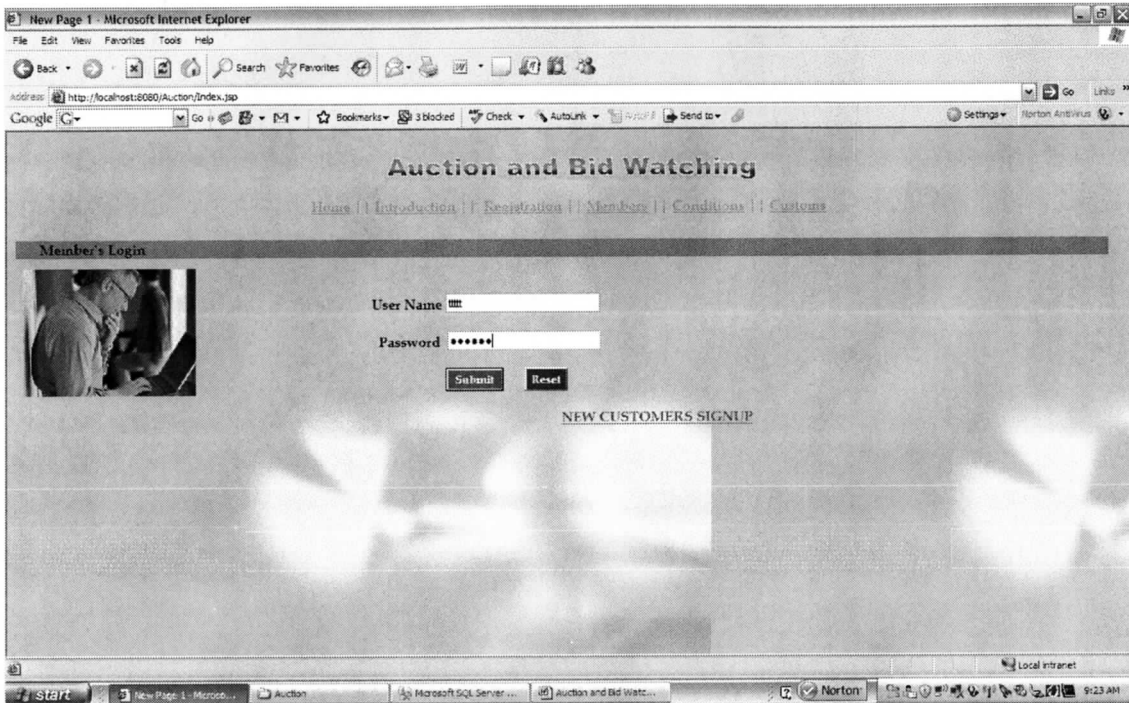 New Page 1 - Microsoft Internet Explorer
File Edit View Favorites Tools Help
Back Search Favorites
Address http://localhost:8080/Auction/Index.jsp Go Links »
Google G Go Bookmarks 3 blocked Check AutoLink AutoFill Send to Settings Norton AntiVirus
Auction and Bid Watching
Home || Introduction || Registration || Members || Conditions || Customs
Member's Login
User Name
Password ••••••
Submit Reset
NEW CUSTOMERS SIGNUP
Local intranet
start New Page 1 - Microso... Auction Microsoft SQL Server ... Auction and Bid Watc... Norton 9:23 AM